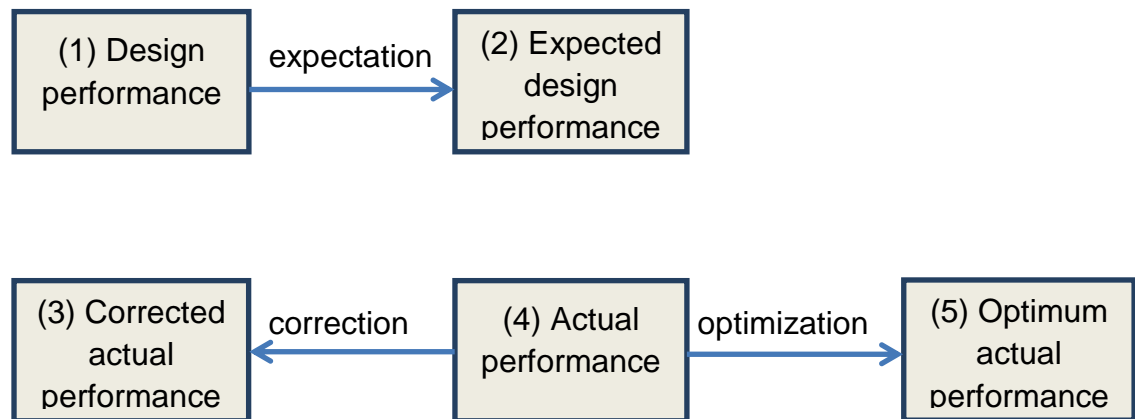 (1) Design
performance
expectation
(2) Expected
design
performance
(3) Corrected
actual
performance
correction
(4) Actual
performance
optimization
(5) Optimum
actual
performance